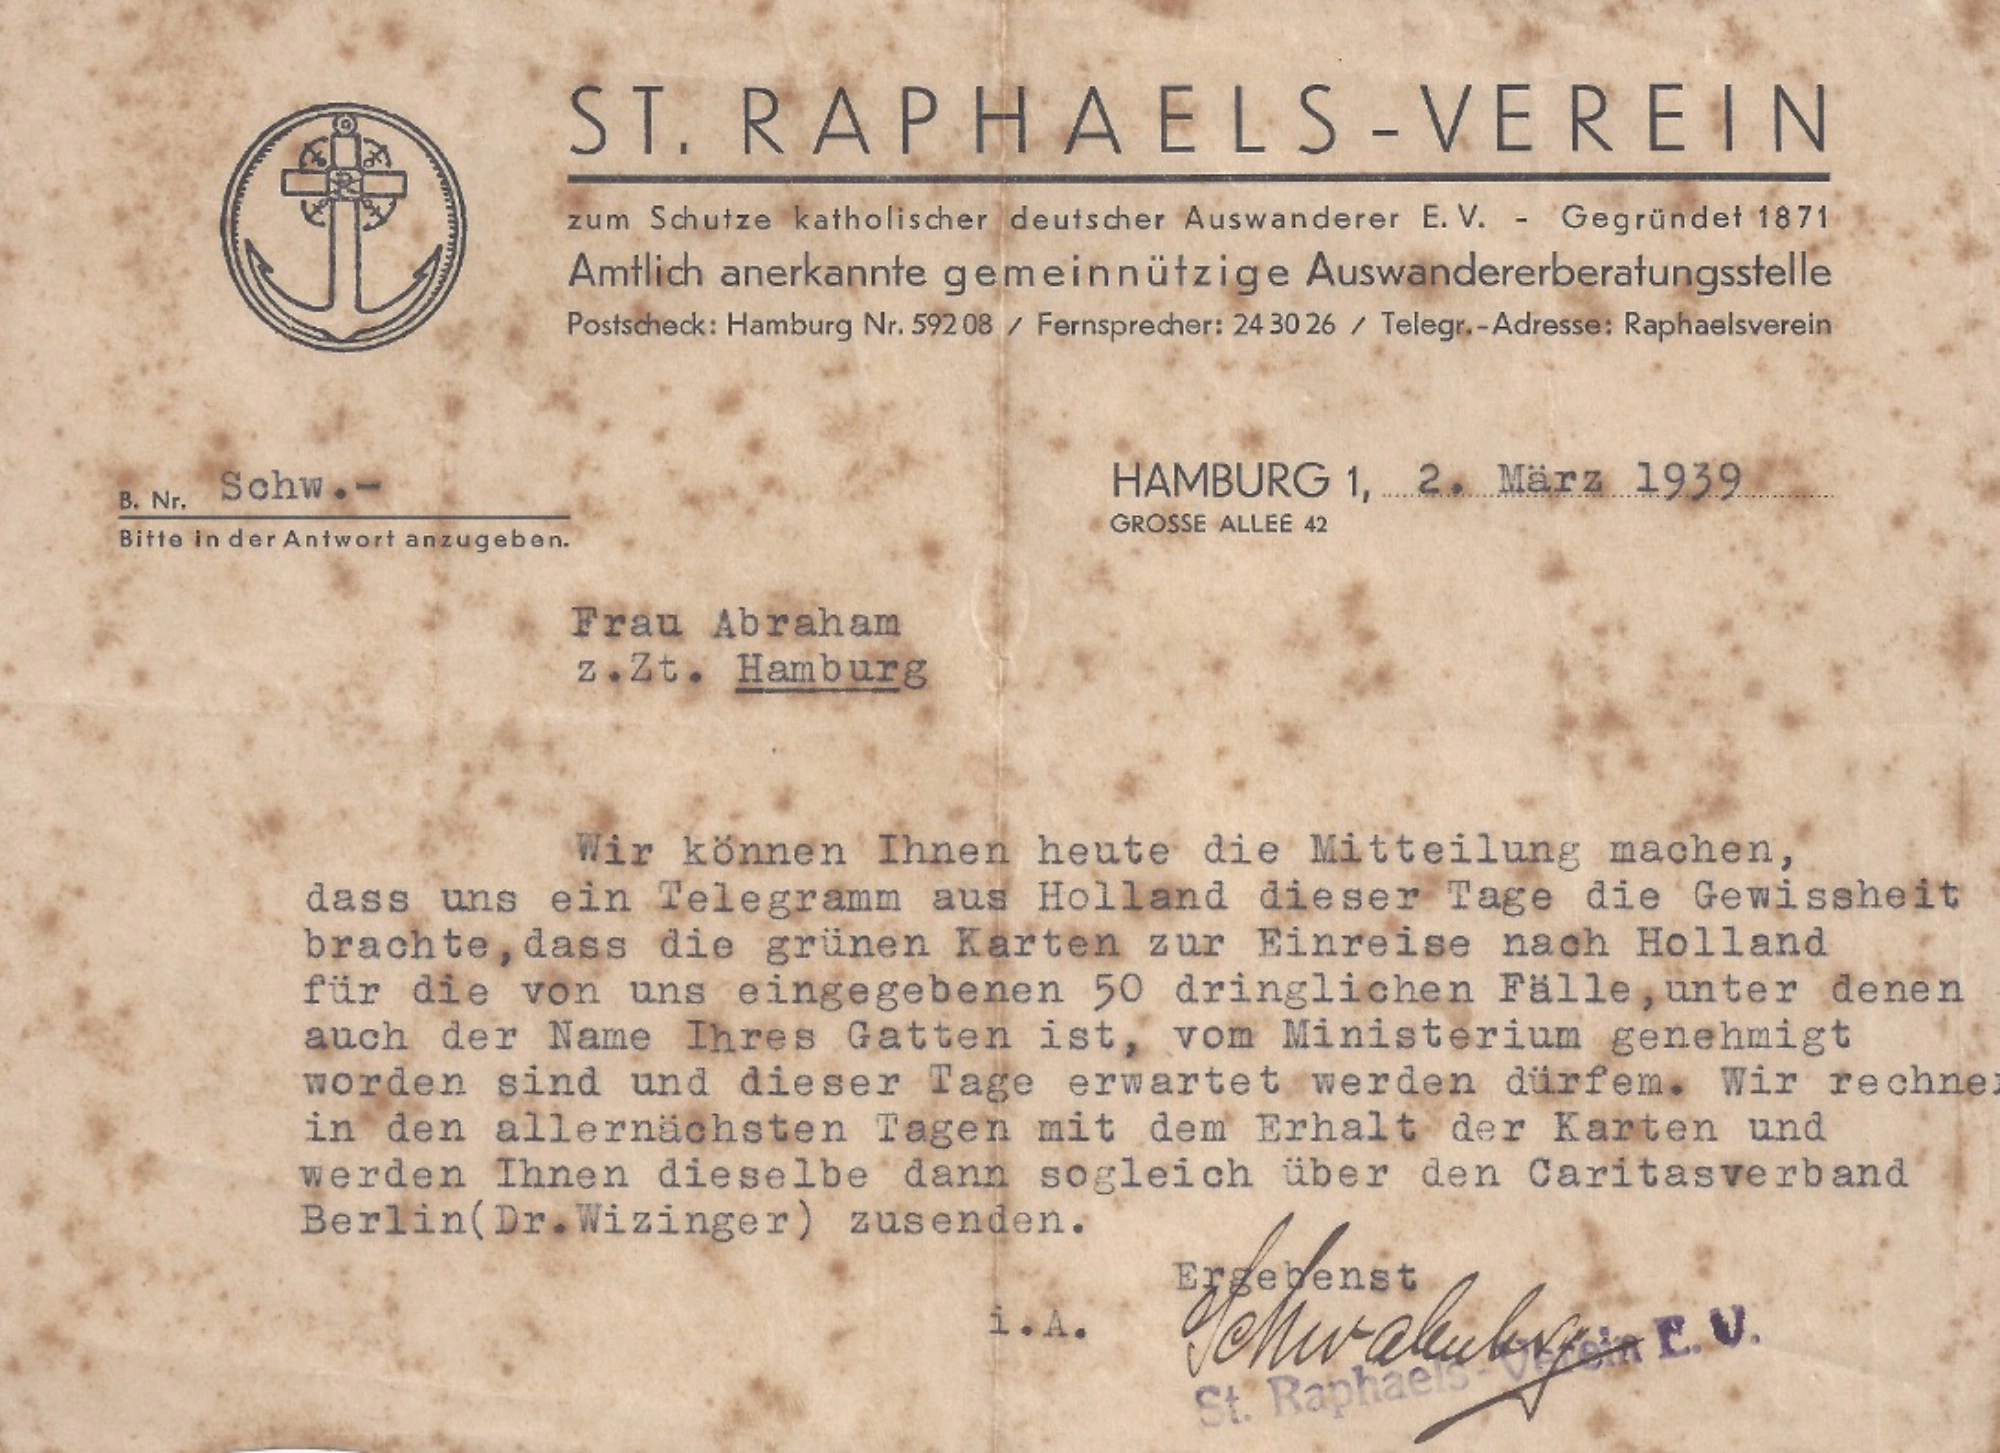 ST. RAPHAELS-VEREIN
zum Schutze katholischer deutscher Auswanderer E. V. - Gegründet 1871
Amtlich anerkannte gemeinnützige Auswandererberatungsstelle
Postscheck: Hamburg Nr. 592 08 / Fernsprecher: 24 30 26 / Telegr.-Adresse: Raphaelsverein
B. Nr. Schw.-
Bitte in der Antwort anzugeben.
HAMBURG 1, 2. März 1939
GROSSE ALLEE 42
Frau Abraham
z.Zt. Hamburg
Wir können Ihnen heute die Mitteilung machen,
dass uns ein Telegramm aus Holland dieser Tage die Gewissheit
brachte,dass die grünen Karten zur Einreise nach Holland
für die von uns eingegebenen 50 dringlichen Fälle,unter denen
auch der Name Ihres Gatten ist, vom Ministerium genehmigt
worden sind und dieser Tage erwartet werden dürfem. Wir rechne
in den allernächsten Tagen mit dem Erhalt der Karten und
werden Ihnen dieselbe dann sogleich über den Caritasverband
Berlin(Dr.Wizinger) zusenden.
Ergebenst
i.A.
St. Raphaels-Verein E. V.